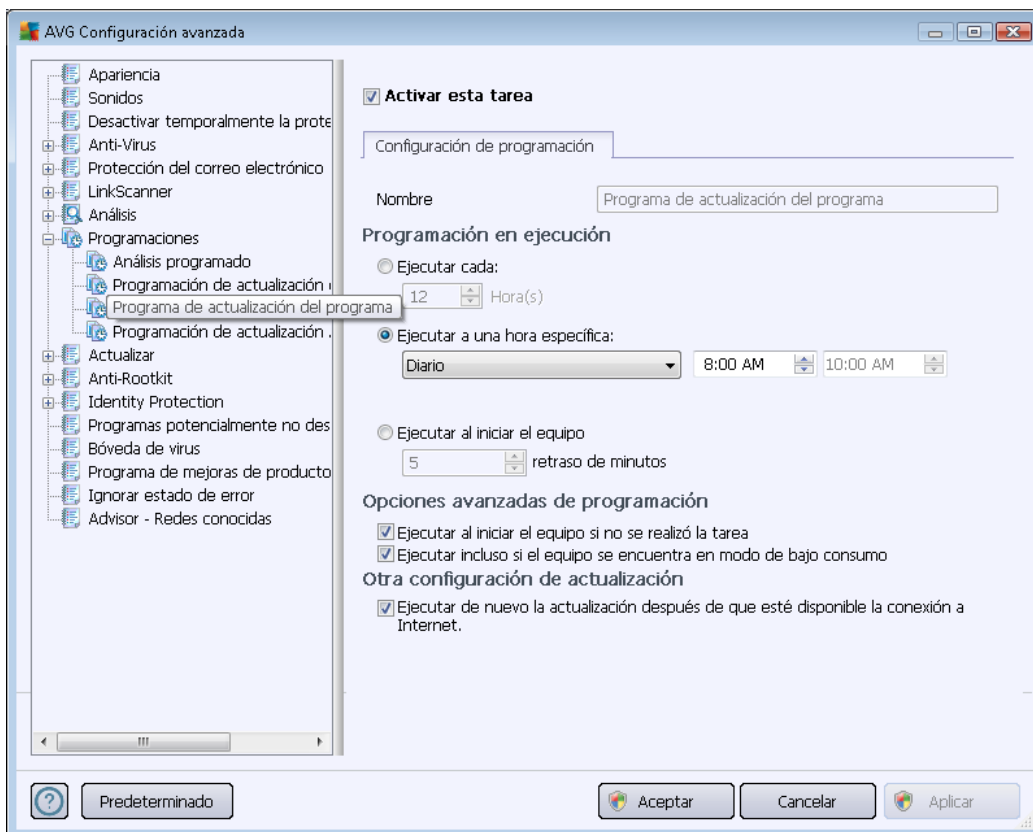 AVG Configuración avanzada
Apariencia
Sonidos
Desactivar temporalmente la prote
Anti-Virus
Protección del correo electrónico
LinkScanner
Análisis
Programaciones
Análisis programado
Programación de actualización
Programa de actualización del programa
Programación de actualización .
Actualizar
Anti-Rootkit
Identity Protection
Programas potencialmente no des
Bóveda de virus
Programa de mejoras de producto
Ignorar estado de error
Advisor - Redes conocidas
Activar esta tarea
Configuración de programación
Nombre
Programa de actualización del programa
Programación en ejecución
Ejecutar cada:
12 Hora(s)
Ejecutar a una hora específica:
Diario 8:00 AM 10:00 AM
Ejecutar al iniciar el equipo
5 retraso de minutos
Opciones avanzadas de programación
Ejecutar al iniciar el equipo si no se realizó la tarea
Ejecutar incluso si el equipo se encuentra en modo de bajo consumo
Otra configuración de actualización
Ejecutar de nuevo la actualización después de que esté disponible la conexión a
Internet.
? Predeterminado Aceptar Cancelar Aplicar